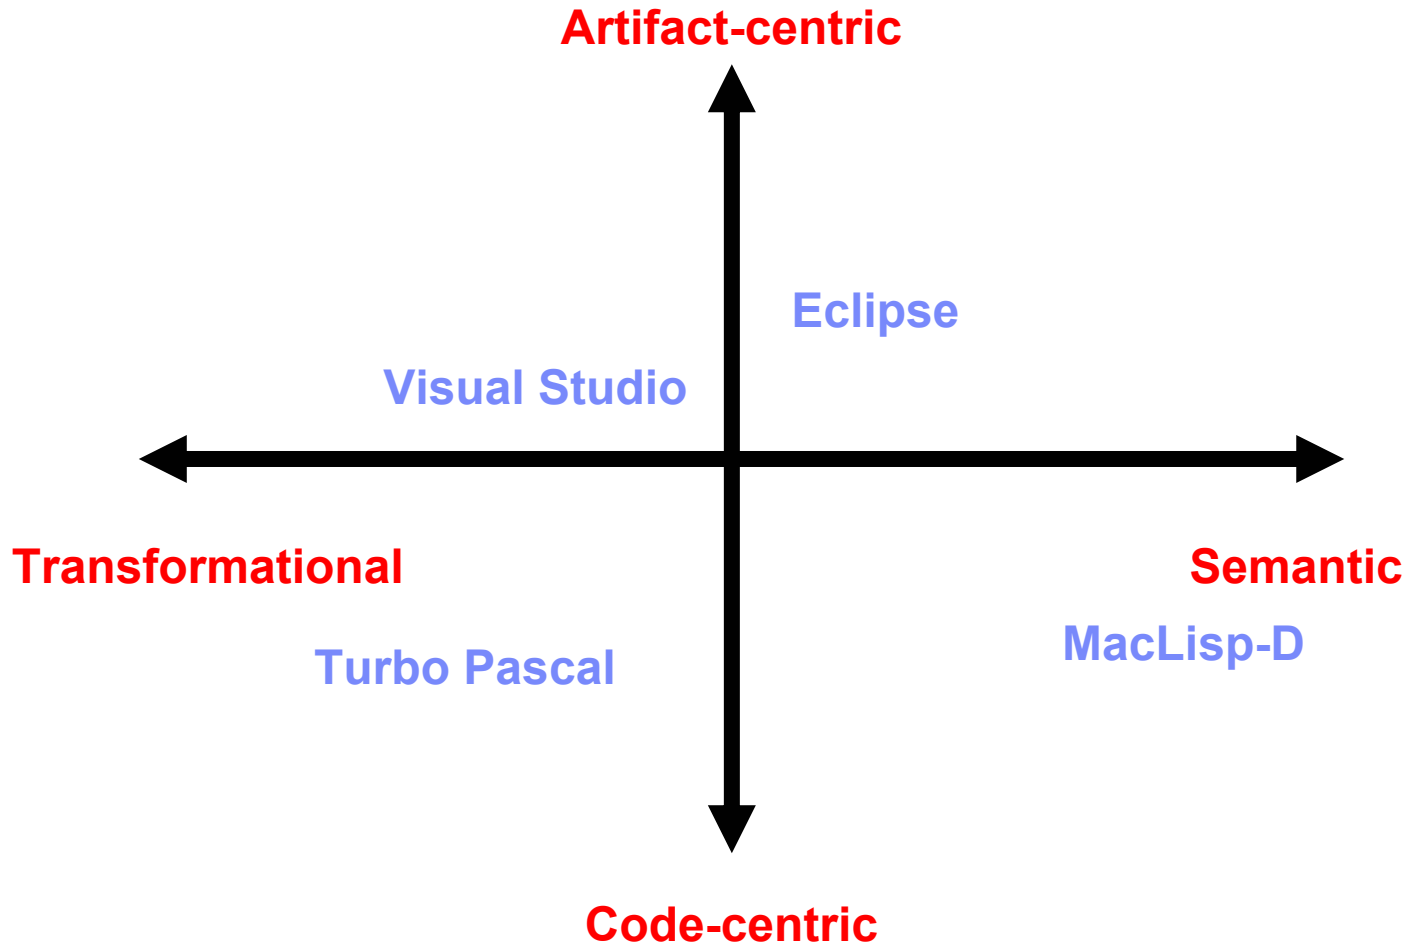 Artifact-centric
Eclipse
Visual Studio
Transformational
Semantic
MacLisp-D
Turbo Pascal
Code-centric